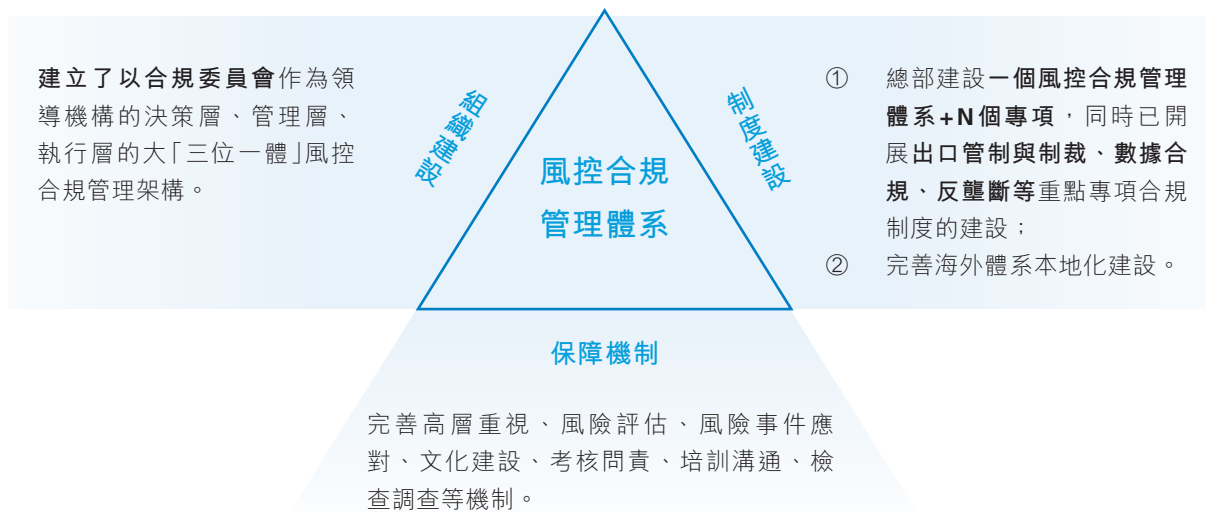 建立了以合規委員會作為領
導機構的決策層、管理層、
執行層的大「三位一體」風控
合規管理架構。
組織建設
風控合規
管理體系
制度建設
① 總部建設一個風控合規管理
體系+N個專項，同時已開
展出口管制與制裁、數據合
規、反壟斷等重點專項合規
制度的建設；
② 完善海外體系本地化建設。
保障機制
完善高層重視、風險評估、風險事件應
對、文化建設、考核問責、培訓溝通、檢
查調查等機制。